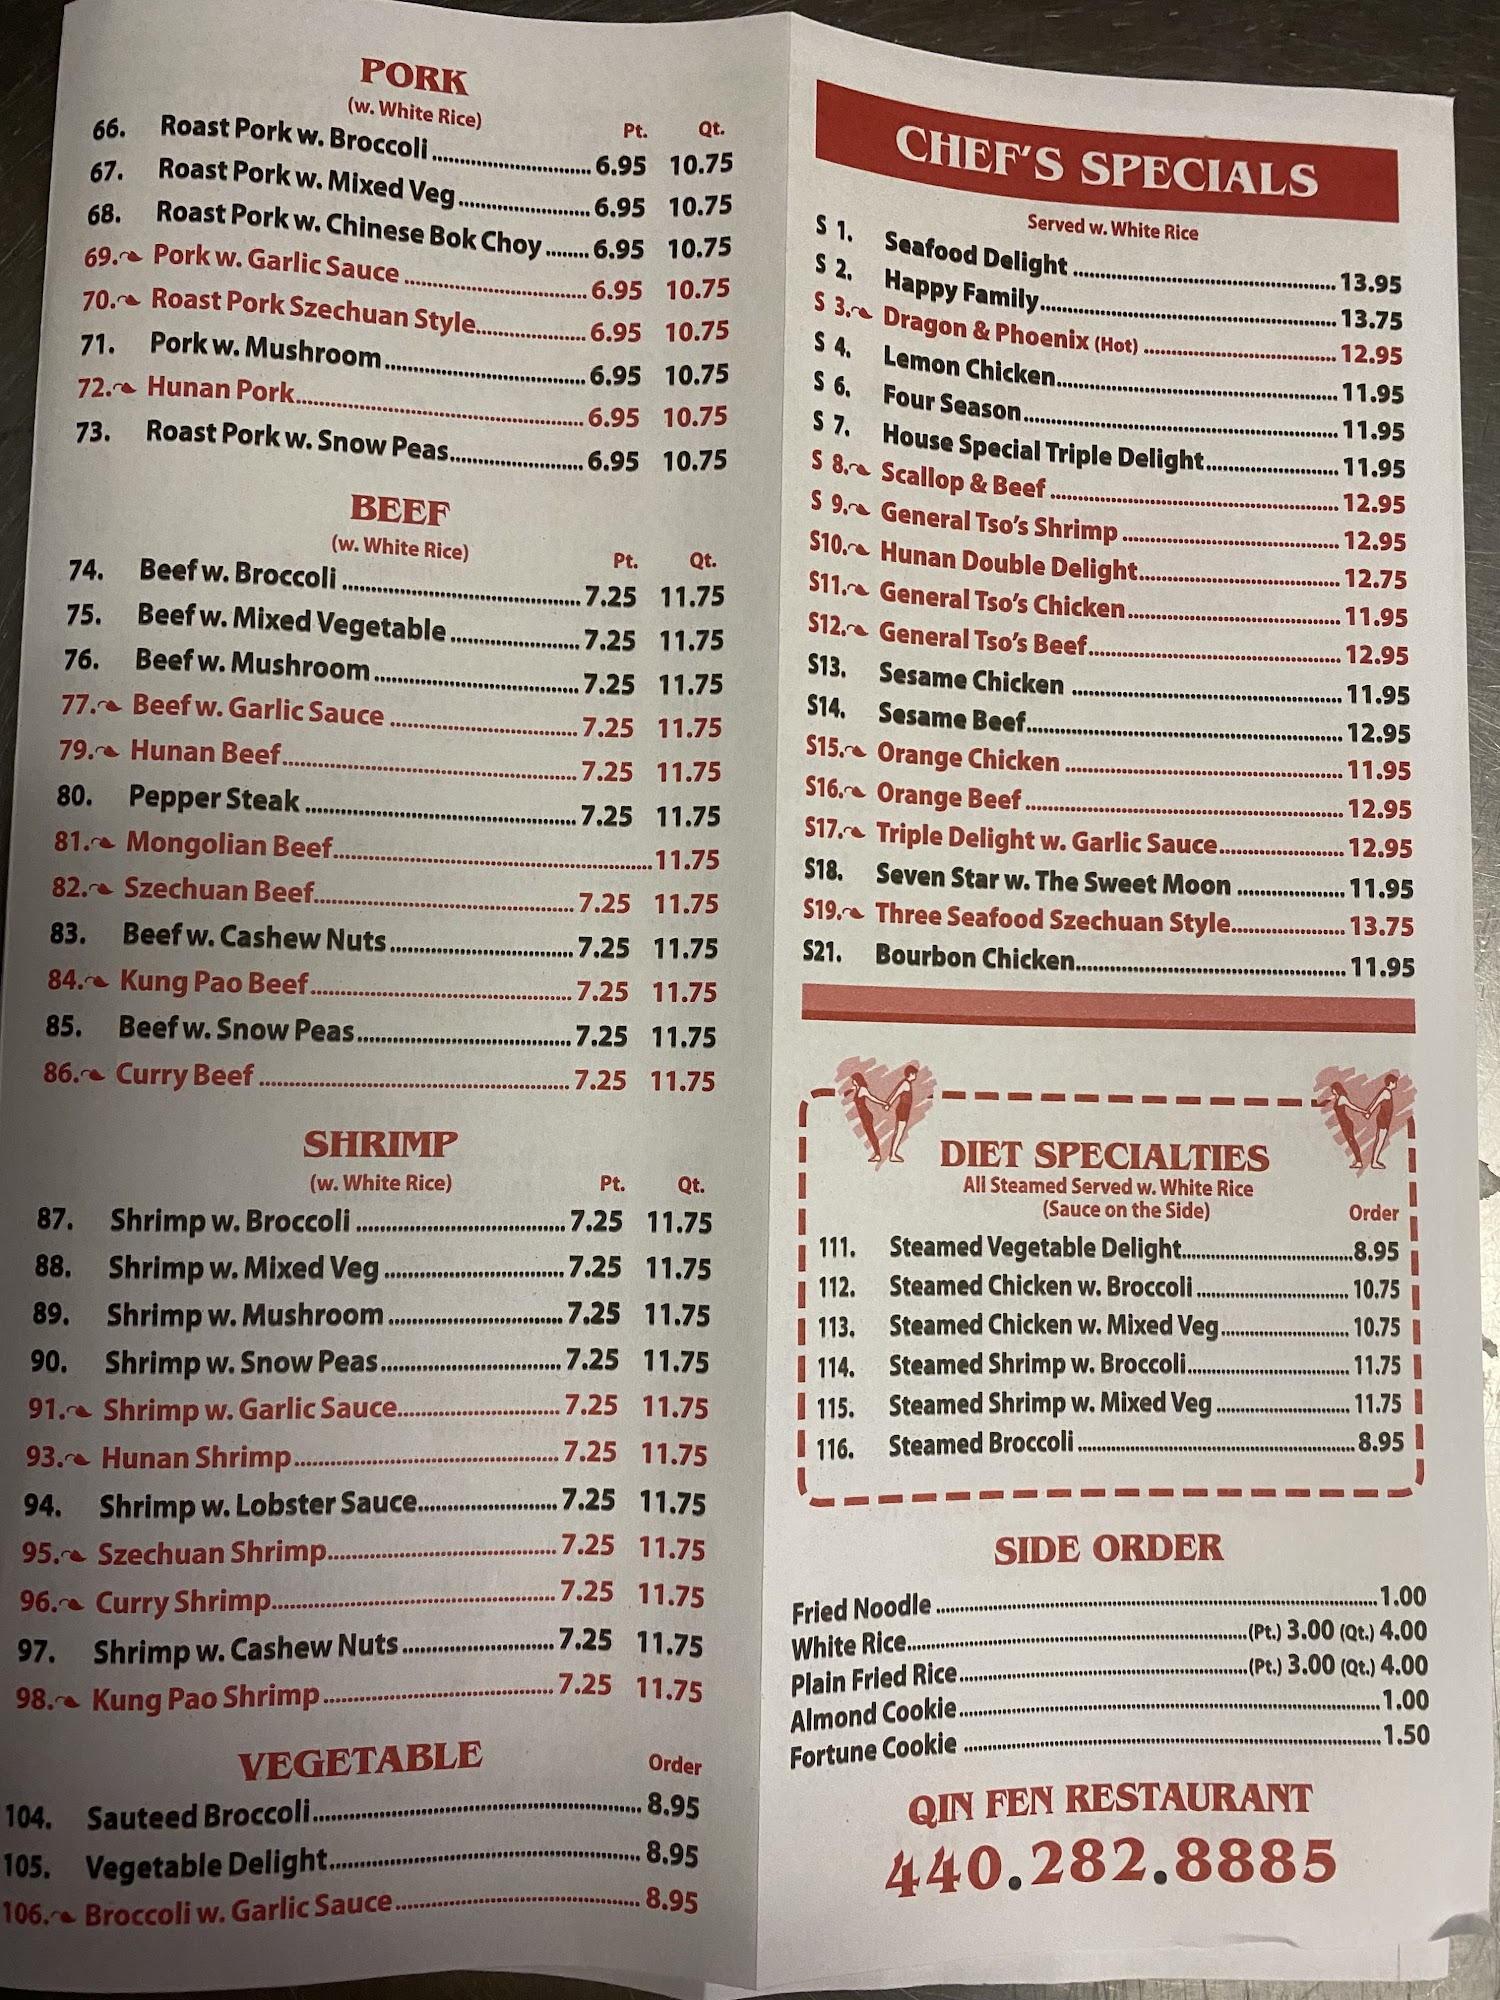 PORK
(w. White Rice)
Pt. Qt.
66. Roast Pork w. Broccoli 6.95 10.75
67. Roast Pork w. Mixed Veg 6.95 10.75
68. Roast Pork w. Chinese Bok Choy 6.95 10.75
69. Pork w. Garlic Sauce 6.95 10.75
70. Roast Pork Szechuan Style 6.95 10.75
71. Pork w. Mushroom 6.95 10.75
72. Hunan Pork 6.95 10.75
73. Roast Pork w. Snow Peas 6.95 10.75
BEEF
(w. White Rice)
Pt. Qt.
74. Beef w. Broccoli 7.25 11.75
75. Beef w. Mixed Vegetable 7.25 11.75
76. Beef w. Mushroom 7.25 11.75
77. Beef w. Garlic Sauce 7.25 11.75
79. Hunan Beef 7.25 11.75
80. Pepper Steak 7.25 11.75
81. Mongolian Beef 11.75
82. Szechuan Beef 7.25 11.75
83. Beef w. Cashew Nuts 7.25 11.75
84. Kung Pao Beef 7.25 11.75
85. Beef w. Snow Peas 7.25 11.75
86. Curry Beef 7.25 11.75
SHRIMP
(w. White Rice) Pt. Qt.
87. Shrimp w. Broccoli 7.25 11.75
88. Shrimp w. Mixed Veg 7.25 11.75
89. Shrimp w. Mushroom 7.25 11.75
90. Shrimp w. Snow Peas 7.25 11.75
91. Shrimp w. Garlic Sauce 7.25 11.75
93. Hunan Shrimp 7.25 11.75
94. Shrimp w. Lobster Sauce 7.25 11.75
95. Szechuan Shrimp 7.25 11.75
96. Curry Shrimp 7.25 11.75
97. Shrimp w. Cashew Nuts 7.25 11.75
98. Kung Pao Shrimp 7.25 11.75
VEGETABLE Order
104. Sauteed Broccoli 8.95
105. Vegetable Delight 8.95
106. Broccoli w. Garlic Sauce 8.95
CHEF'S SPECIALS
Served w. White Rice
S 1. Seafood Delight 13.95
S 2. Happy Family 13.75
S 3. Dragon & Phoenix (Hot) 12.95
S 4. Lemon Chicken 11.95
S 6. Four Season 11.95
S 7. House Special Triple Delight 11.95
S 8. Scallop & Beef 12.95
S 9. General Tso's Shrimp 12.95
S10. Hunan Double Delight 12.75
S11. General Tso's Chicken 11.95
S12. General Tso's Beef 12.95
S13. Sesame Chicken 11.95
S14. Sesame Beef 12.95
S15. Orange Chicken 11.95
S16. Orange Beef 12.95
S17. Triple Delight w. Garlic Sauce 12.95
S18. Seven Star w. The Sweet Moon 11.95
S19. Three Seafood Szechuan Style 13.75
S21. Bourbon Chicken 11.95
DIET SPECIALTIES
All Steamed Served w. White Rice
(Sauce on the Side) Order
111. Steamed Vegetable Delight 8.95
112. Steamed Chicken w. Broccoli 10.75
113. Steamed Chicken w. Mixed Veg 10.75
114. Steamed Shrimp w. Broccoli 11.75
115. Steamed Shrimp w. Mixed Veg 11.75
116. Steamed Broccoli 8.95
SIDE ORDER
Fried Noodle 1.00
White Rice (Pt.) 3.00 (Qt.) 4.00
Plain Fried Rice (Pt.) 3.00 (Qt.) 4.00
Almond Cookie 1.00
Fortune Cookie 1.50
QIN FEN RESTAURANT
440.282.8885